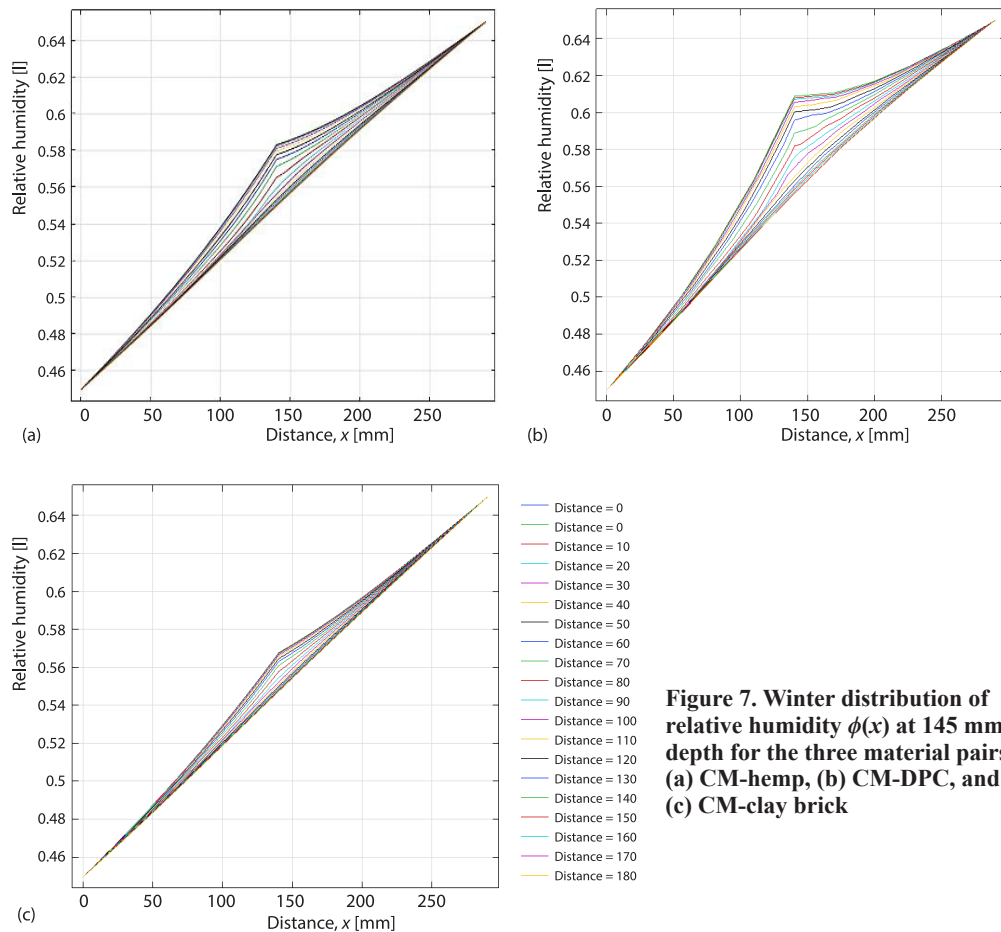 Relative humidity [l]
0.64
0.62
0.6
0.58
0.56
0.54
0.52
0.5
0.48
0.46
0
50
100
150
200
250
(a)
Distance, x [mm]
Relative humidity [l]
0.64
0.62
0.6
0.58
0.56
0.54
0.52
0.5
0.48
0.46
0
50
100
150
200
250
(b)
Distance, x [mm]
Relative humidity [l]
0.64
0.62
0.6
0.58
0.56
0.54
0.52
0.5
0.48
0.46
0
50
100
150
200
250
(c)
Distance, x [mm]
Distance = 0
Distance = 0
Distance = 10
Distance = 20
Distance = 30
Distance = 40
Distance = 50
Distance = 60
Distance = 70
Distance = 80
Distance = 90
Distance = 100
Distance = 110
Distance = 120
Distance = 130
Distance = 140
Distance = 150
Distance = 160
Distance = 170
Distance = 180
Figure 7. Winter distribution of
relative humidity ϕ(x) at 145 mm
depth for the three material pairs
(a) CM-hemp, (b) CM-DPC, and
(c) CM-clay brick